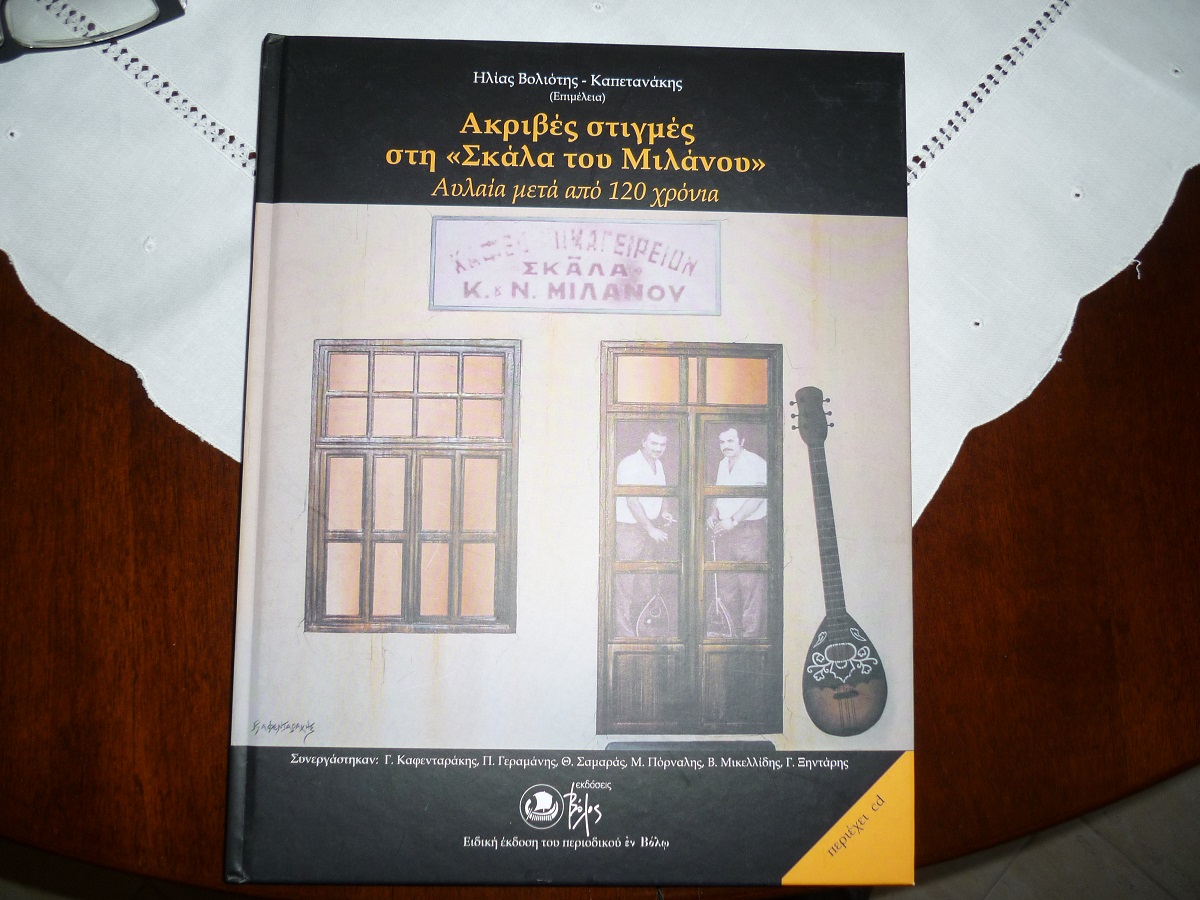 Ηλίας Βολιότης - Καπετανάκης
(Επιμέλεια)
Ακριβές στιγμές
στη «Σκάλα του Μιλάνου»
Αυλαία μετά από 120 χρόνια
ΜΑΓΕΙΡΕΙΟΝ
ΣΚΑΛΑ
Κ. & Ν. ΜΙΛΑΝΟΥ
Συνεργάστηκαν: Γ. Καφενταράκης, Π. Γεραμάνης, Θ. Σαμαράς, Μ. Πόρναλης, Β. Μικελλίδης, Γ. Ξηντάρης
εκδόσεις
Βόλος
Ειδική έκδοση του περιοδικού ἐν Βόλῳ
περιέχει cd